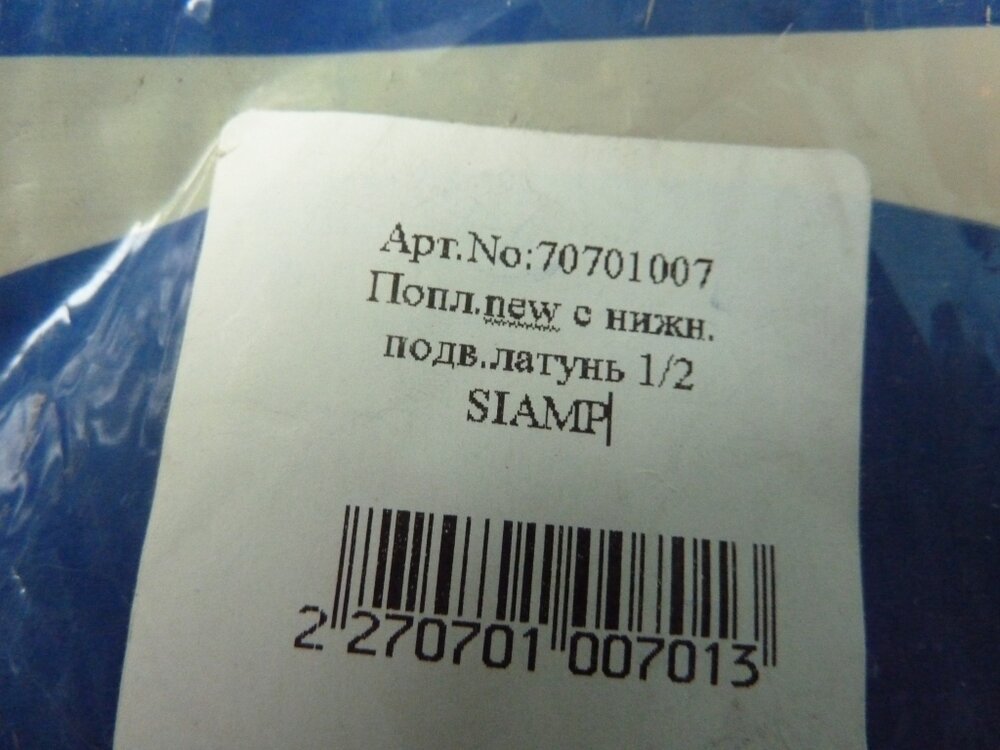 Арт.No:70701007
Попл.new с нижн.
подв.латунь 1/2
SIAMP
2 270701 007013